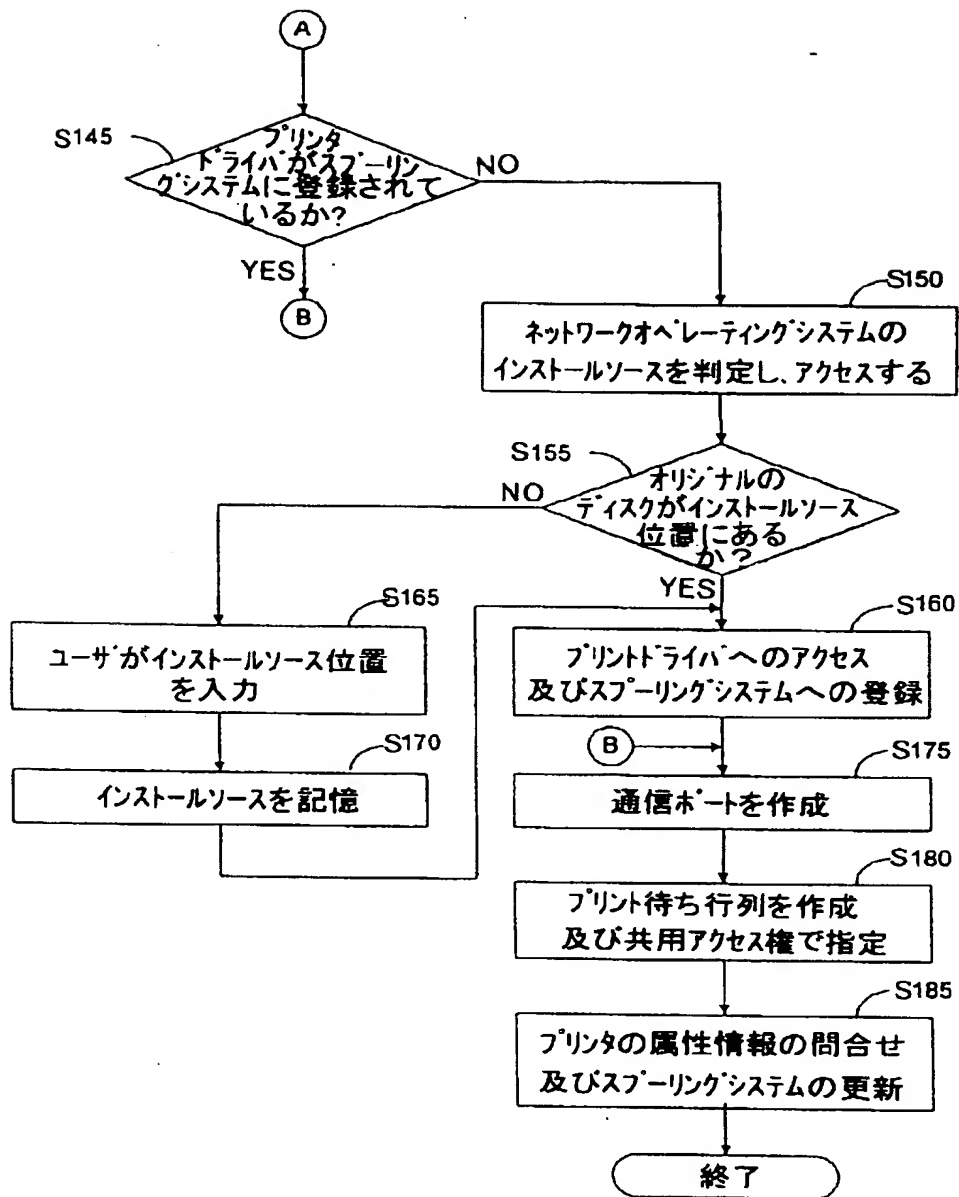 A
S145
プリンタ
ドライバがスプーリン
グシステムに登録されて
いるか?
NO
YES
B
S150
ネットワークオペレーティングシステムの
インストールソースを判定し、アクセスする
S155
オリジナルの
ディスクがインストールソース
位置にある
か?
NO
YES
S165
ユーザがインストールソース位置
を入力
S170
インストールソースを記憶
S160
プリントドライバへのアクセス
及びスプーリングシステムへの登録
B
S175
通信ポートを作成
S180
プリント待ち行列を作成
及び共用アクセス権で指定
S185
プリンタの属性情報の問合せ
及びスプーリングシステムの更新
終了